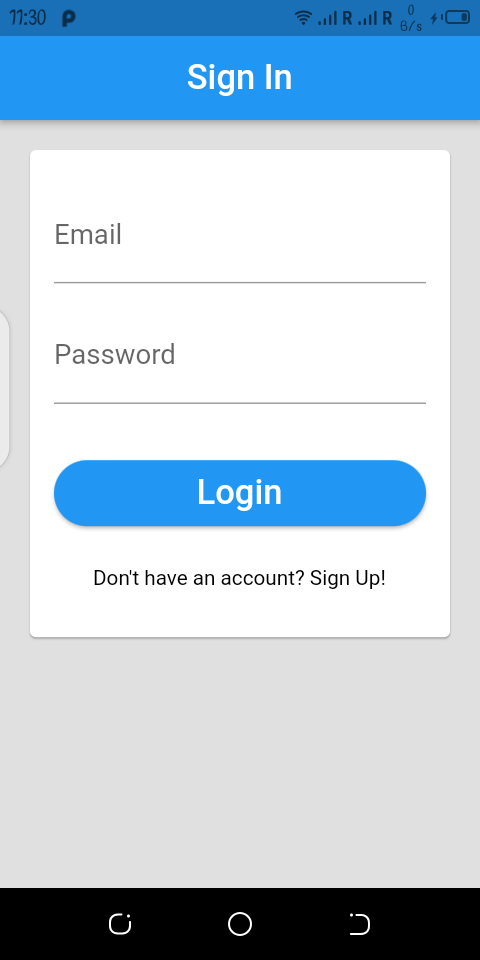 11:30 R R 0 B/s
Sign In
Email
Password
Login
Don't have an account? Sign Up!